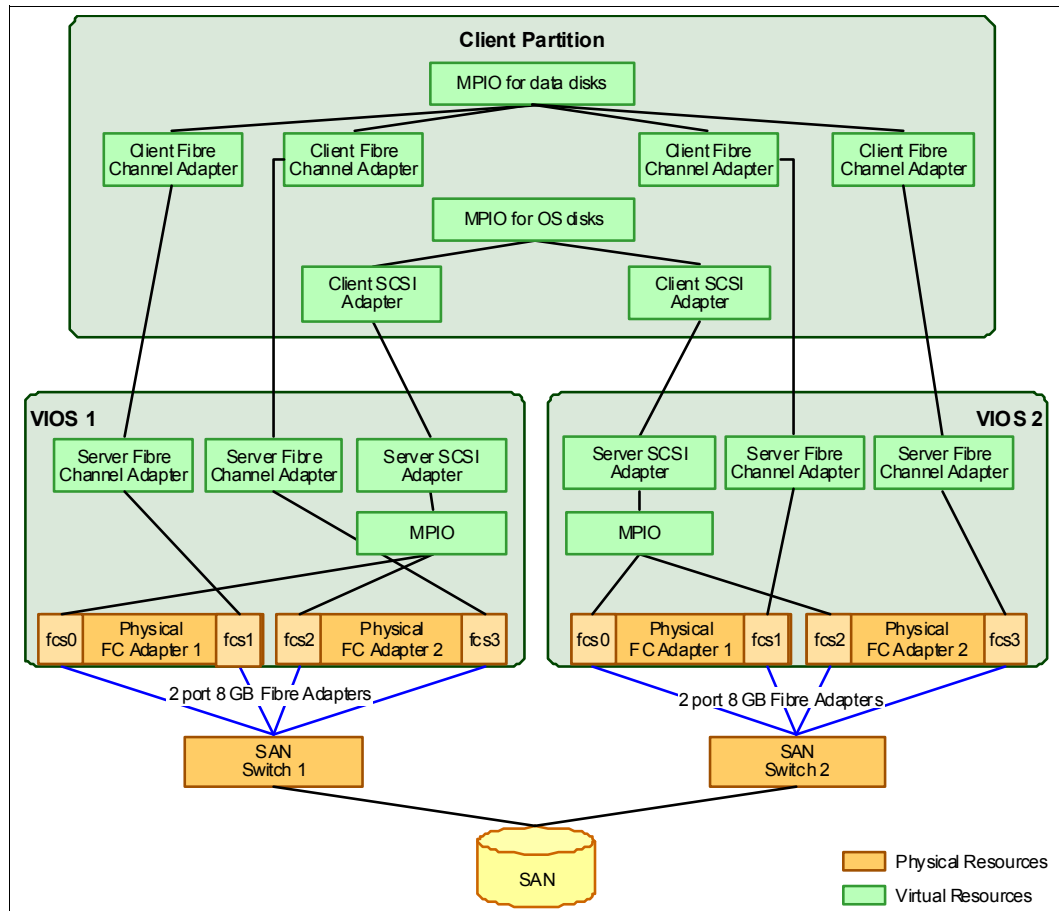 Client Partition
MPIO for data disks
Client Fibre
Channel Adapter
Client Fibre
Channel Adapter
Client Fibre
Channel Adapter
Client Fibre
Channel Adapter
MPIO for OS disks
Client SCSI
Adapter
Client SCSI
Adapter
VIOS 1
Server Fibre
Channel Adapter
Server Fibre
Channel Adapter
Server SCSI
Adapter
MPIO
fcs0
Physical
FC Adapter 1
fcs1
fcs2
Physical
FC Adapter 2
fcs3
2 port 8 GB Fibre Adapters
SAN
Switch 1
VIOS 2
Server SCSI
Adapter
Server Fibre
Channel Adapter
Server Fibre
Channel Adapter
MPIO
fcs0
Physical
FC Adapter 1
fcs1
fcs2
Physical
FC Adapter 2
fcs3
2 port 8 GB Fibre Adapters
SAN
Switch 2
SAN
Physical Resources
Virtual Resources